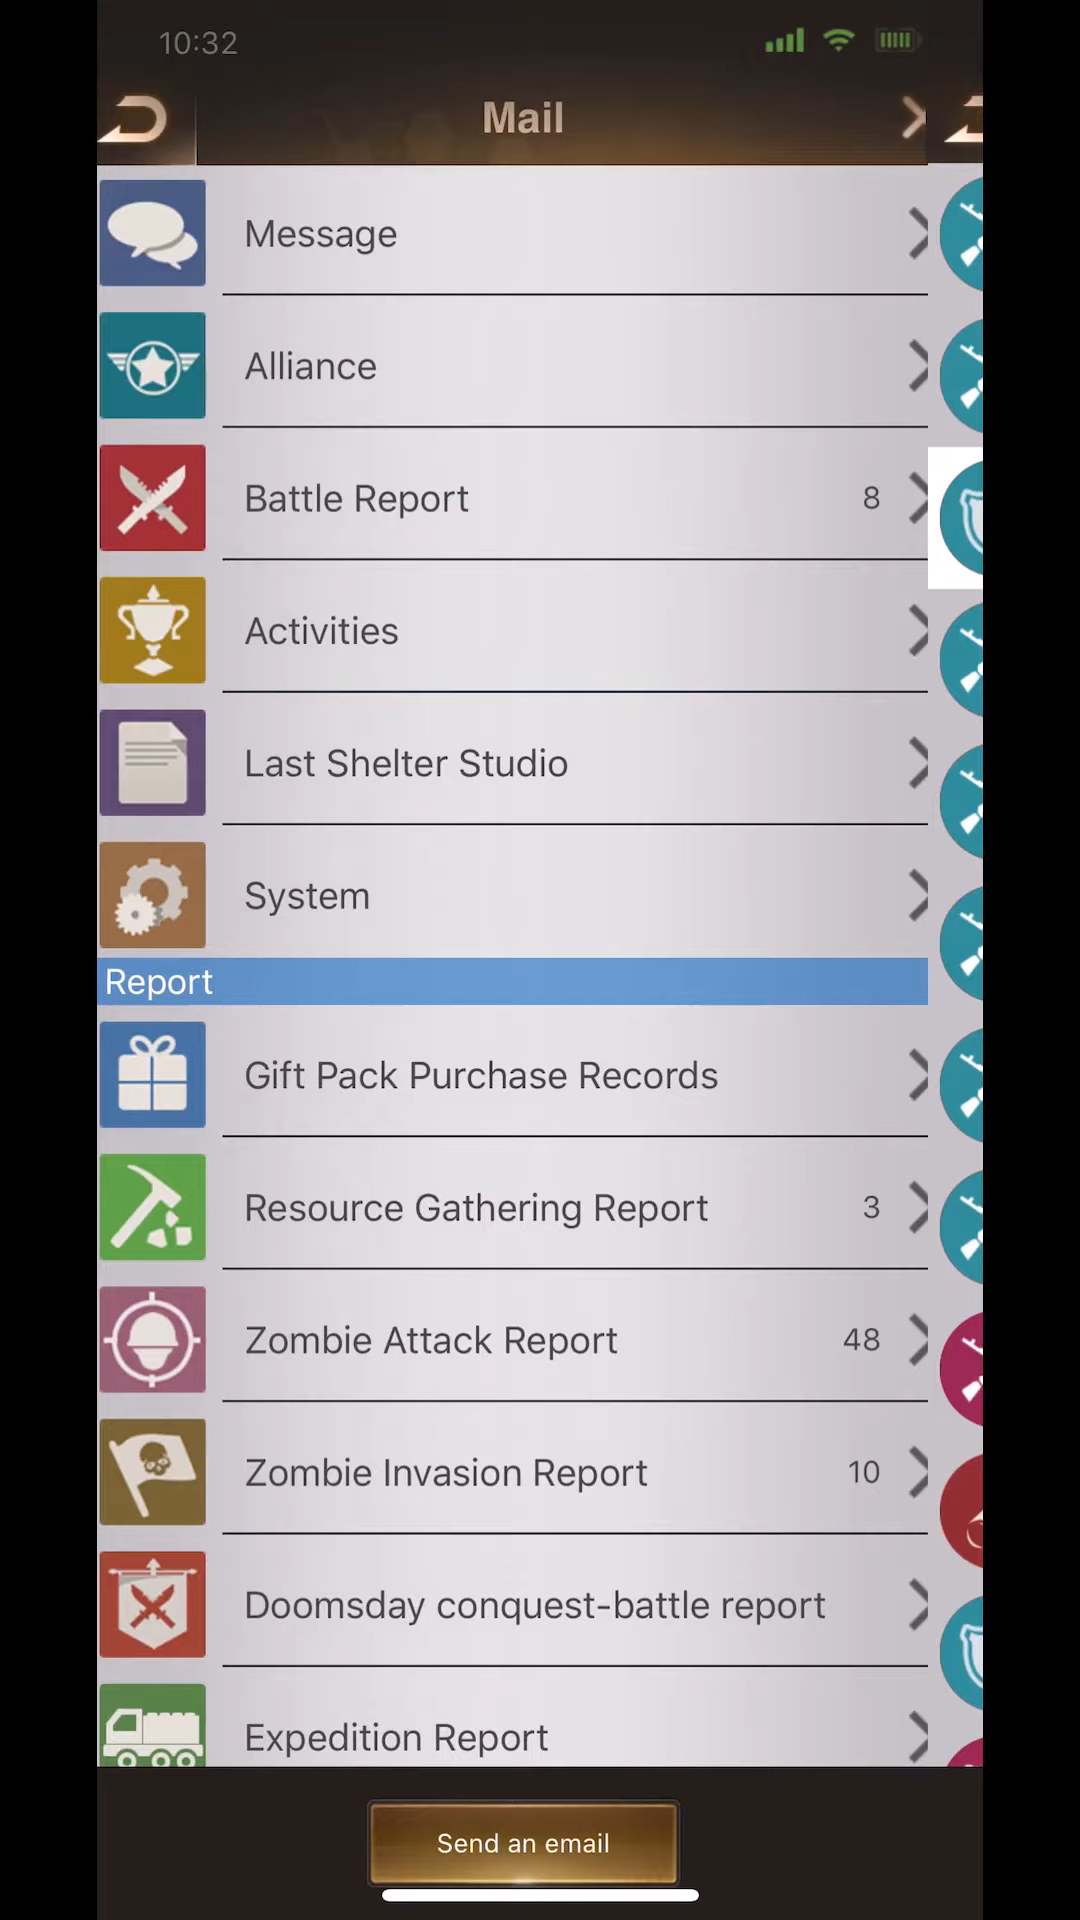 10:32
Mail
Message
Alliance
Battle Report 8
Activities
Last Shelter Studio
System
Report
Gift Pack Purchase Records
Resource Gathering Report 3
Zombie Attack Report 48
Zombie Invasion Report 10
Doomsday conquest-battle report
Expedition Report
Send an email